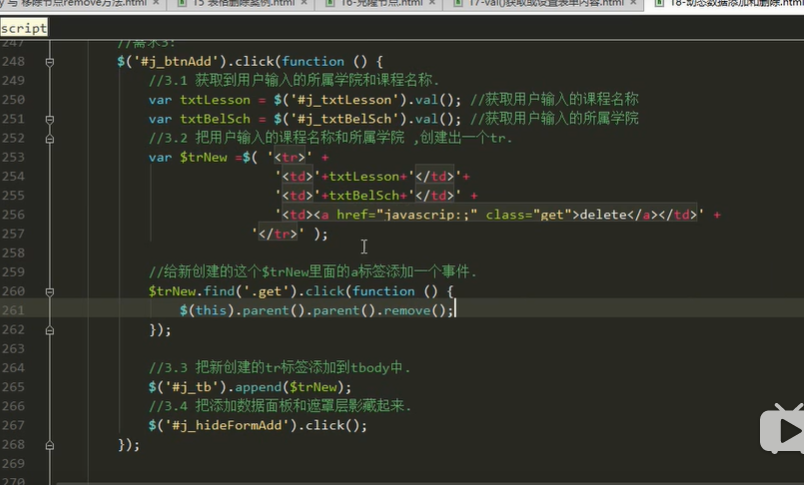 y 与 移除节点remove方法.html × 15 表格删除案例.html × 16-克隆节点.html × 17-val()获取或设置表单内容.html × 18-动态数据添加和删除.html
script
247 //需求3:
248 $('#j_btnAdd').click(function () {
249 //3.1 获取到用户输入的所属学院和课程名称.
250 var txtLesson = $('#j_txtLesson').val(); //获取用户输入的课程名称
251 var txtBelSch = $('#j_txtBelSch').val(); //获取用户输入的所属学院
252 //3.2 把用户输入的课程名称和所属学院 ,创建出一个tr.
253 var $trNew =$( '<tr>' +
254 '<td>'+txtLesson+'</td>'+
255 '<td>'+txtBelSch+'</td>' +
256 '<td><a href="javascrip:;" class="get">delete</a></td>' +
257 '</tr>' );
258
259 //给新创建的这个$trNew里面的a标签添加一个事件.
260 $trNew.find('.get').click(function () {
261 $(this).parent().parent().remove();
262 });
263
264 //3.3 把新创建的tr标签添加到tbody中.
265 $('#j_tb').append($trNew);
266 //3.4 把添加数据面板和遮罩层影藏起来.
267 $('#j_hideFormAdd').click();
268 });
269
270